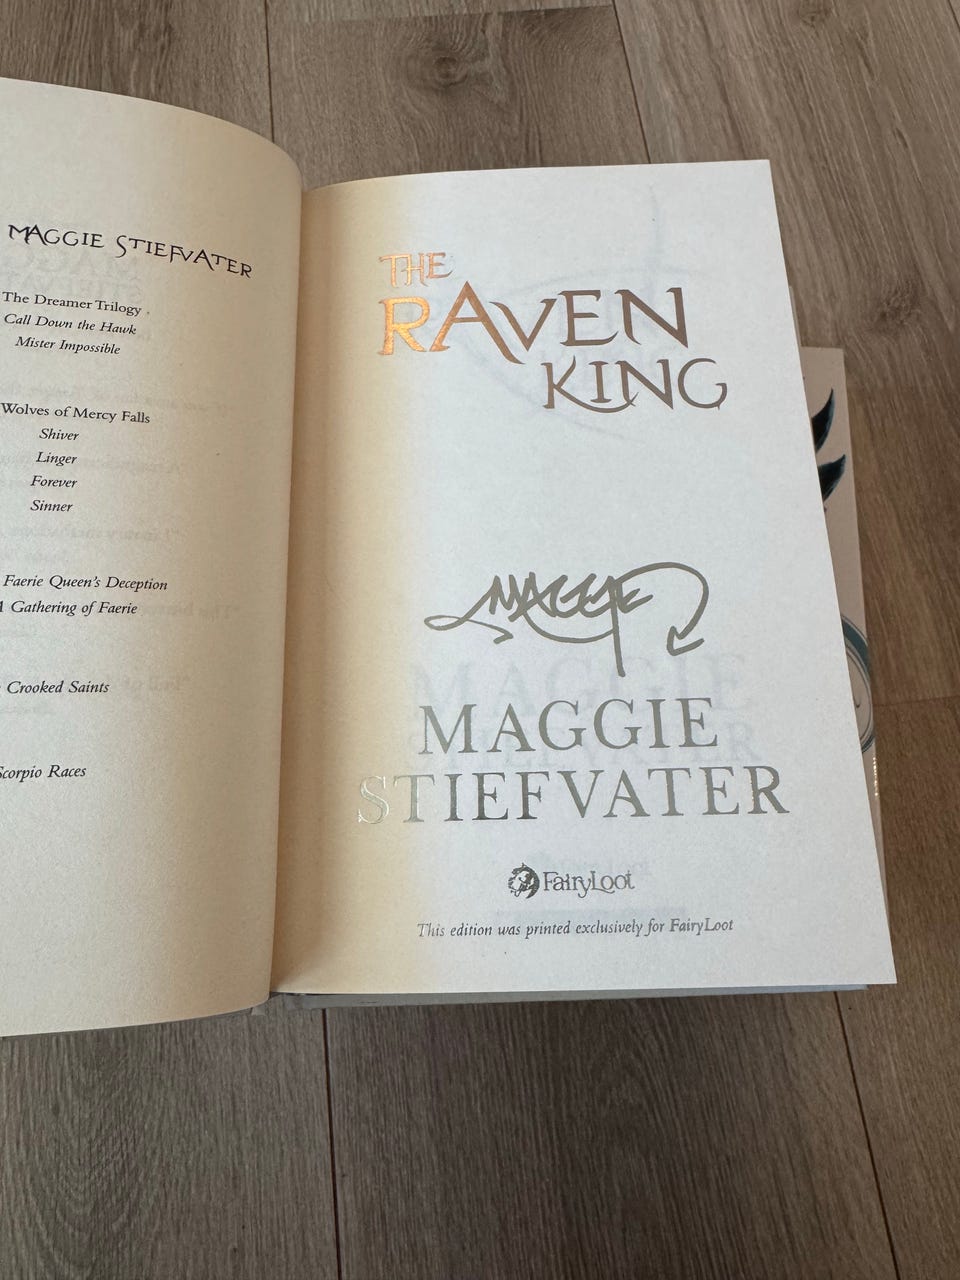 MAGGIE STIEFVATER
The Dreamer Trilogy
Call Down the Hawk
Mister Impossible
Wolves of Mercy Falls
Shiver
Linger
Forever
Sinner
Faerie Queen's Deception
A Gathering of Faerie
Crooked Saints
Scorpio Races
THE
RAVEN
KING
MAGGIE
MAGGIE
STIEFVATER
FairyLoot
This edition was printed exclusively for FairyLoot